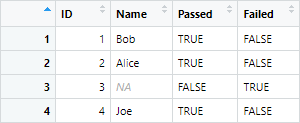 ID Name Passed Failed
1 1 Bob TRUE FALSE
2 2 Alice TRUE FALSE
3 3 NA FALSE TRUE
4 4 Joe TRUE FALSE